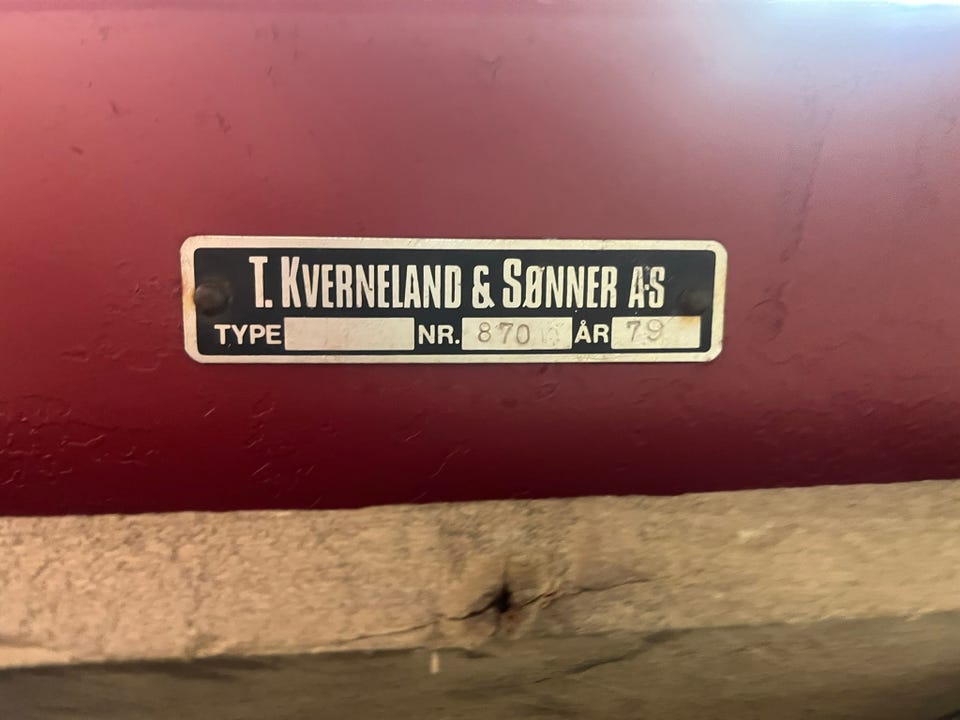 T. KVERNELAND & SØNNER A·S
TYPE NR. 870 ÅR 79